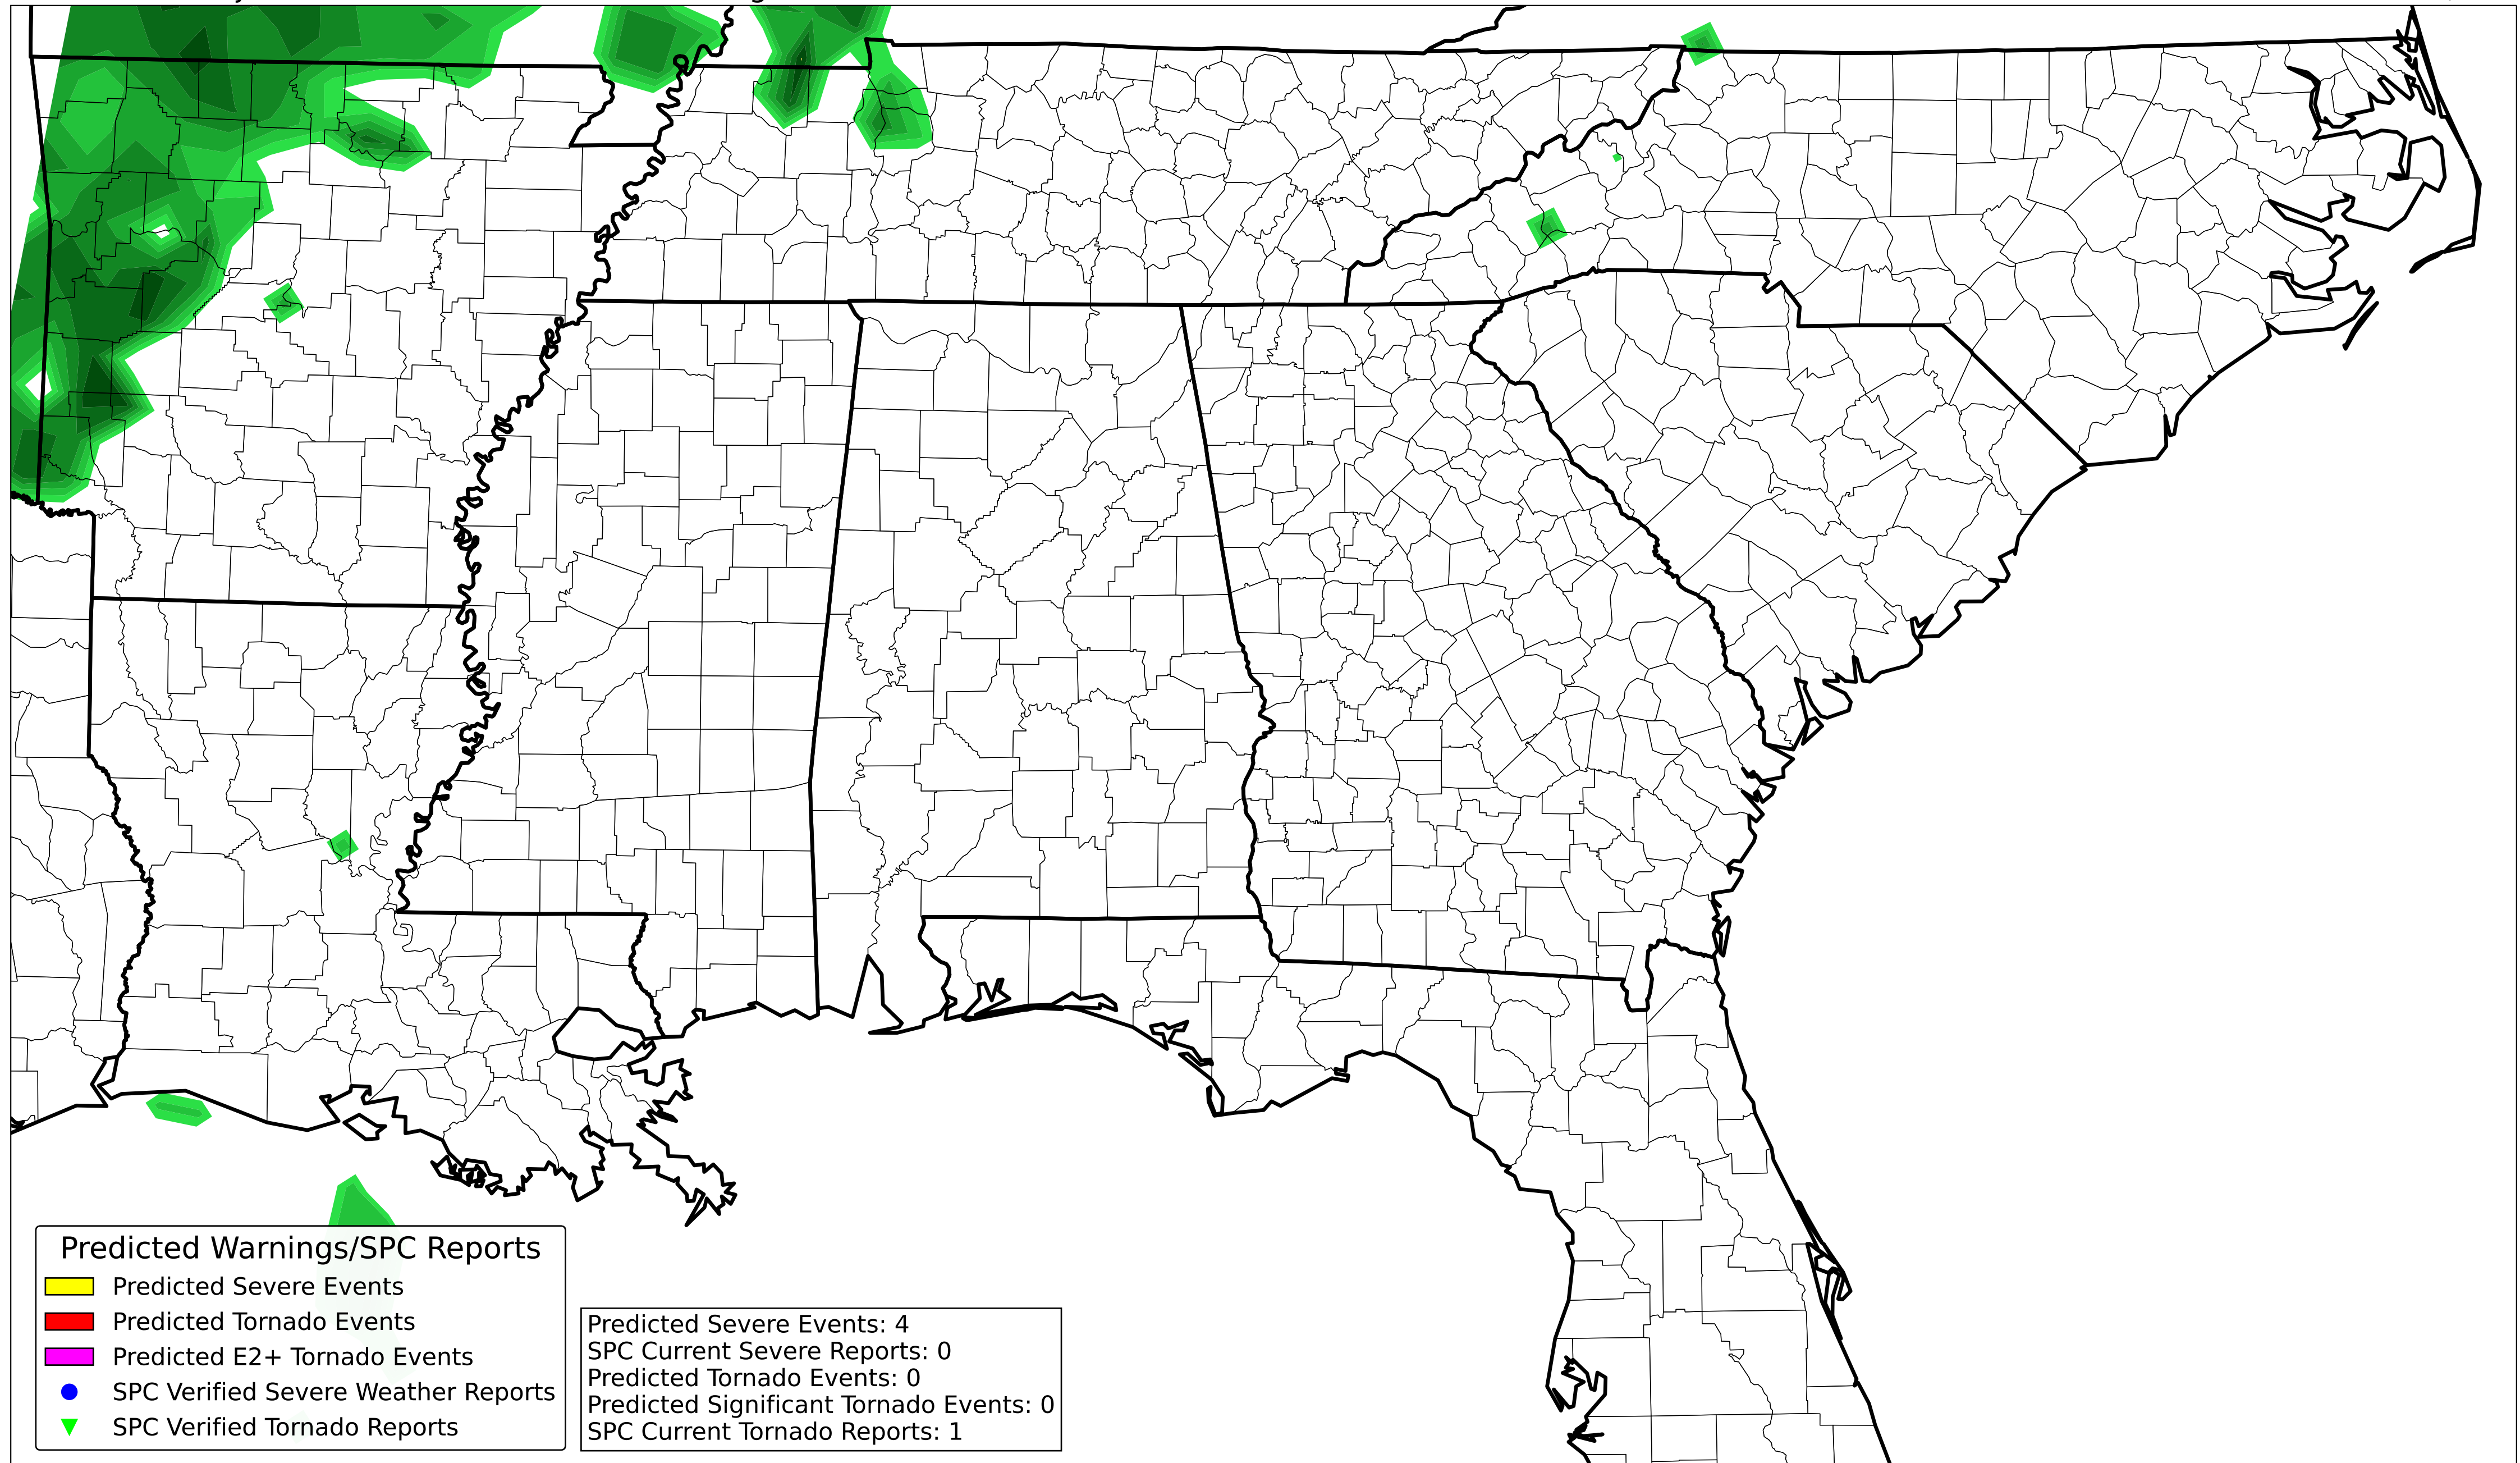 Predicted Warnings/SPC Reports
Predicted Severe Events
Predicted Tornado Events
Predicted E2+ Tornado Events
SPC Verified Severe Weather Reports
SPC Verified Tornado Reports
Predicted Severe Events: 4
SPC Current Severe Reports: 0
Predicted Tornado Events: 0
Predicted Significant Tornado Events: 0
SPC Current Tornado Reports: 1